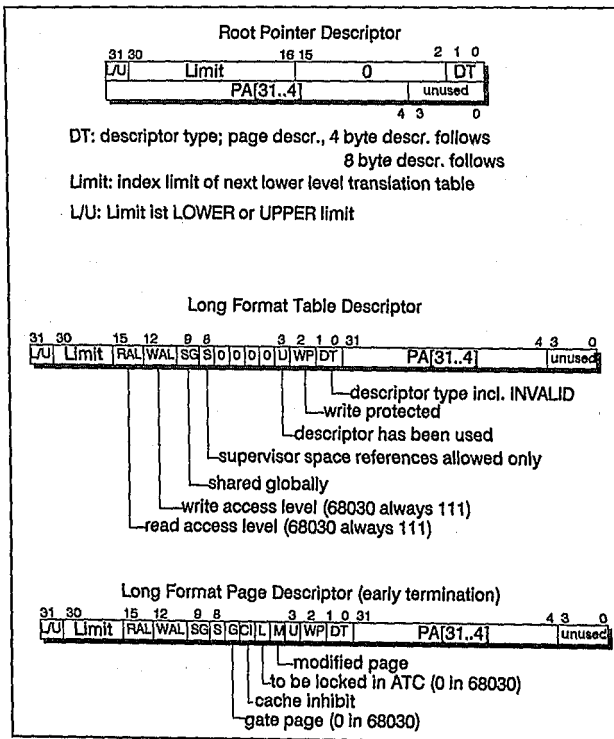 Root Pointer Descriptor
31 30 16 15 2 1 0
L/U Limit 0 DT
PA[31..4] unused
4 3 0
DT: descriptor type; page descr., 4 byte descr. follows
8 byte descr. follows
Limit: index limit of next lower level translation table
L/U: Limit ist LOWER or UPPER limit
Long Format Table Descriptor
31 30 15 12 9 8 3 2 1 0 31 4 3 0
L/U Limit RAL WAL SG S 0 0 0 0 U WP DT PA[31..4] unused
descriptor type incl. INVALID
write protected
descriptor has been used
supervisor space references allowed only
shared globally
write access level (68030 always 111)
read access level (68030 always 111)
Long Format Page Descriptor (early termination)
31 30 15 12 9 8 3 2 1 0 31 4 3 0
L/U Limit RAL WAL SG S G CI L M U WP DT PA[31..4] unused
modified page
to be locked in ATC (0 in 68030)
cache inhibit
gate page (0 in 68030)